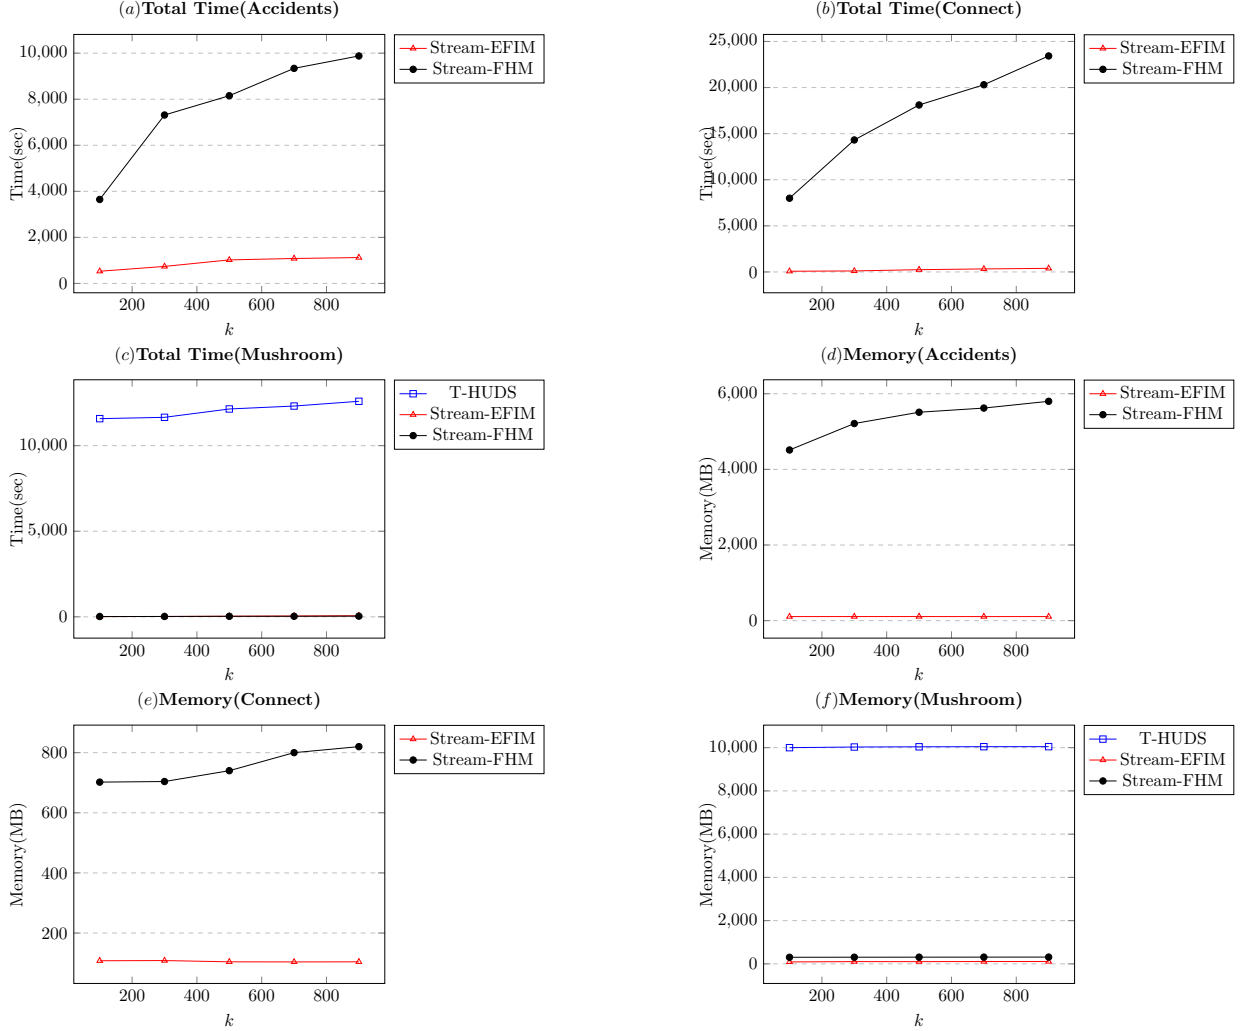 (a)Total Time(Accidents)
10,000
8,000
6,000
4,000
2,000
0
Time(sec)
200 400 600 800
k
Stream-EFIM
Stream-FHM
(b)Total Time(Connect)
25,000
20,000
15,000
10,000
5,000
0
Time(sec)
200 400 600 800
k
Stream-EFIM
Stream-FHM
(c)Total Time(Mushroom)
10,000
5,000
0
Time(sec)
200 400 600 800
k
T-HUDS
Stream-EFIM
Stream-FHM
(d)Memory(Accidents)
6,000
4,000
2,000
0
Memory(MB)
200 400 600 800
k
Stream-EFIM
Stream-FHM
(e)Memory(Connect)
800
600
400
200
Memory(MB)
200 400 600 800
k
Stream-EFIM
Stream-FHM
(f)Memory(Mushroom)
10,000
8,000
6,000
4,000
2,000
0
Memory(MB)
200 400 600 800
k
T-HUDS
Stream-EFIM
Stream-FHM